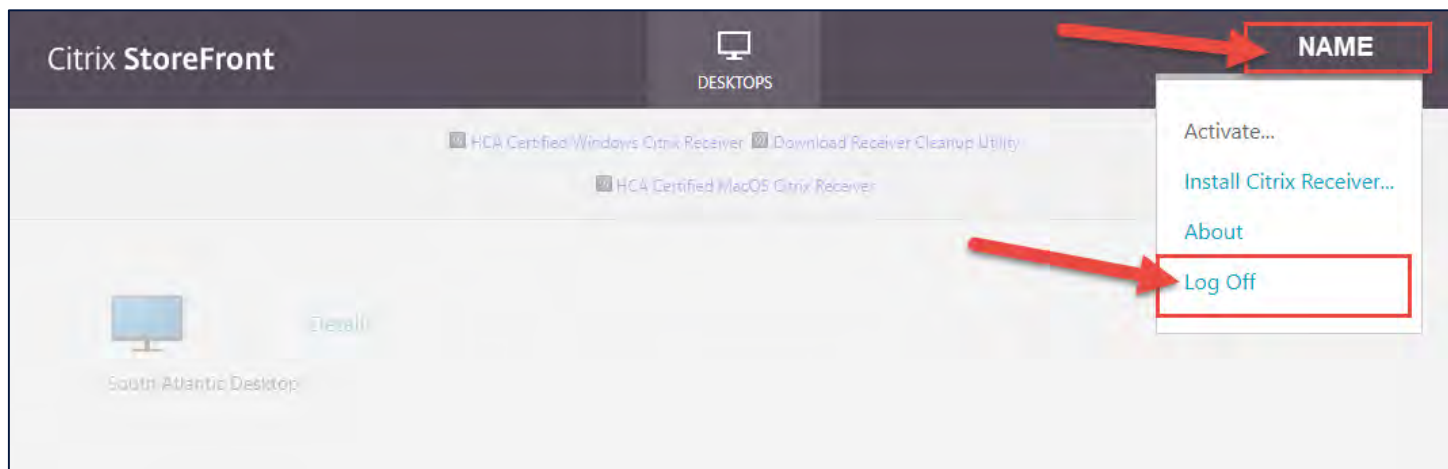 Citrix StoreFront
DESKTOPS
NAME
HCA Certified Windows Citrix Receiver Download Receiver Cleanup Utility
HCA Certified MacOS Citrix Receiver
Activate...
Install Citrix Receiver...
About
Log Off
Details
South Atlantic Desktop